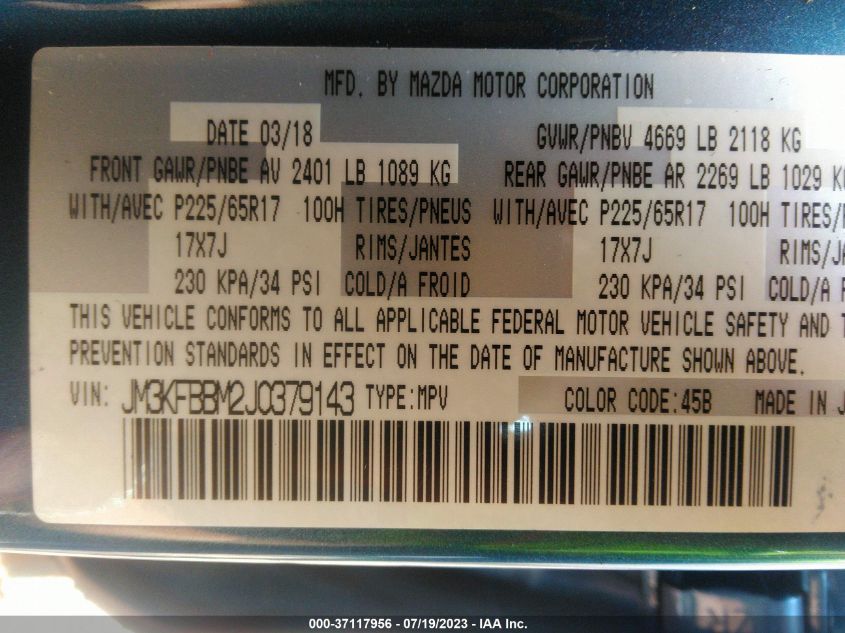 MFD. BY MAZDA MOTOR CORPORATION
DATE 03/18 GVWR/PNBV 4669 LB 2118 KG
FRONT GAWR/PNBE AV 2401 LB 1089 KG REAR GAWR/PNBE AR 2269 LB 1029 K
WITH/AVEC P225/65R17 100H TIRES/PNEUS WITH/AVEC P225/65R17 100H TIRES/
17X7J RIMS/JANTES 17X7J RIMS/JA
230 KPA/34 PSI COLD/A FROID 230 KPA/34 PSI COLD/A F
THIS VEHICLE CONFORMS TO ALL APPLICABLE FEDERAL MOTOR VEHICLE SAFETY AND T
PREVENTION STANDARDS IN EFFECT ON THE DATE OF MANUFACTURE SHOWN ABOVE.
VIN: JM3KFBBM2J0379143 TYPE:MPV COLOR CODE:45B MADE IN J
000-37117956 - 07/19/2023 - IAA Inc.